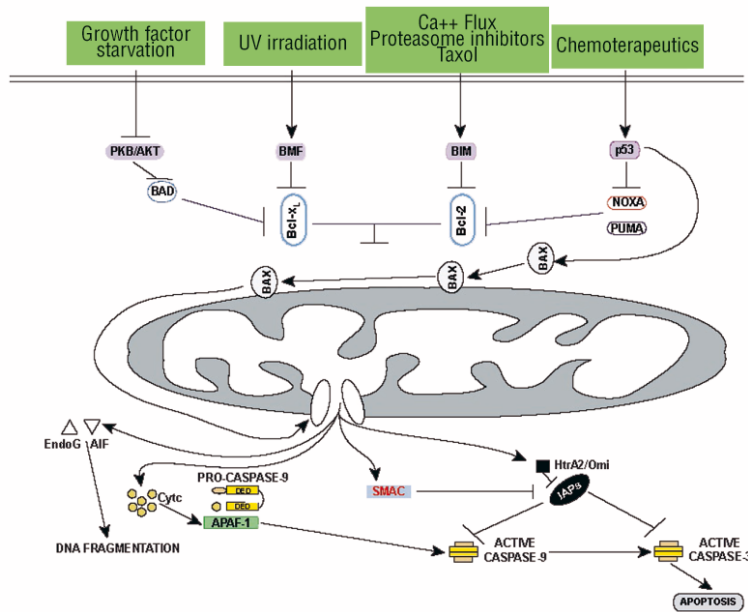 Growth factor
starvation
UV irradiation
Ca++ Flux
Proteasome inhibitors
Taxol
Chemoterapeutics
PKB/AKT
BMF
BIM
p53
BAD
Bcl-XL
Bcl-2
NOXA
PUMA
BAX
BAX
BAX
EndoG
AIF
HtrA2/Omi
PRO-CASPASE-9
Cytc
DED
DED
SMAC
IAPs
APAF-1
DNA FRAGMENTATION
ACTIVE
CASPASE-9
ACTIVE
CASPASE-3
APOPTOSIS